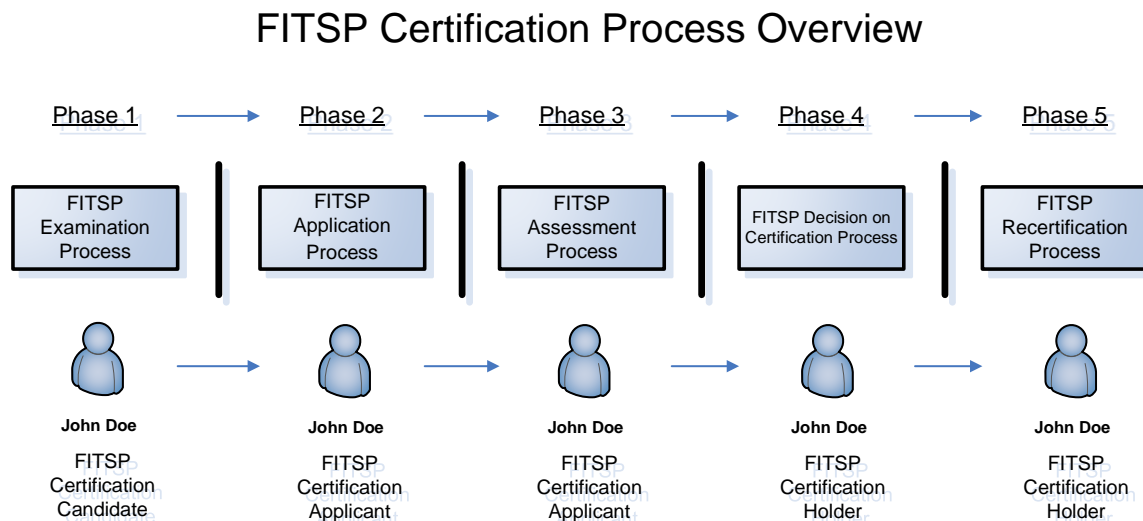 FITSP Certification Process Overview
Phase 1
Phase 2
Phase 3
Phase 4
Phase 5
FITSP
Examination
Process
FITSP
Application
Process
FITSP
Assessment
Process
FITSP Decision on
Certification Process
FITSP
Recertification
Process
John Doe
John Doe
John Doe
John Doe
John Doe
FITSP
Certification
Candidate
FITSP
Certification
Applicant
FITSP
Certification
Applicant
FITSP
Certification
Holder
FITSP
Certification
Holder